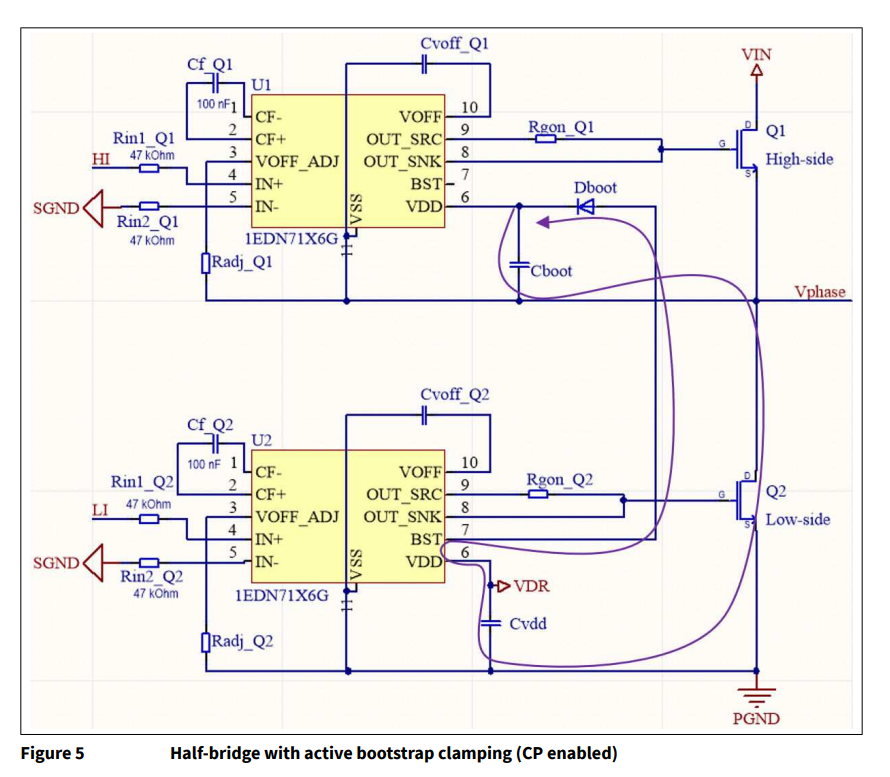 Cvoff_Q1
Cf_Q1
U1
VIN
100 nF
1 CF- VOFF 10
2 CF+ OUT_SRC 9 Rgon_Q1
D Q1
Rin1_Q1
47 kOhm
G
HI 3 VOFF_ADJ OUT_SNK 8 S High-side
4 IN+ BST 7
Dboot
SGND 5 IN- VDD 6
VSS
Rin2_Q1
47 kOhm
1EDN71X6G 11
Radj_Q1 Cboot
Vphase
Cvoff_Q2
Cf_Q2
U2
100 nF
1 CF- VOFF 10
D
2 CF+ OUT_SRC 9 Rgon_Q2
Rin1_Q2
47 kOhm
G Q2
LI 3 VOFF_ADJ OUT_SNK 8
S Low-side
4 IN+ BST 7
SGND 5 IN- VDD 6
VSS
Rin2_Q2
47 kOhm
VDR
1EDN71X6G 11
Cvdd
Radj_Q2
PGND
Figure 5 Half-bridge with active bootstrap clamping (CP enabled)